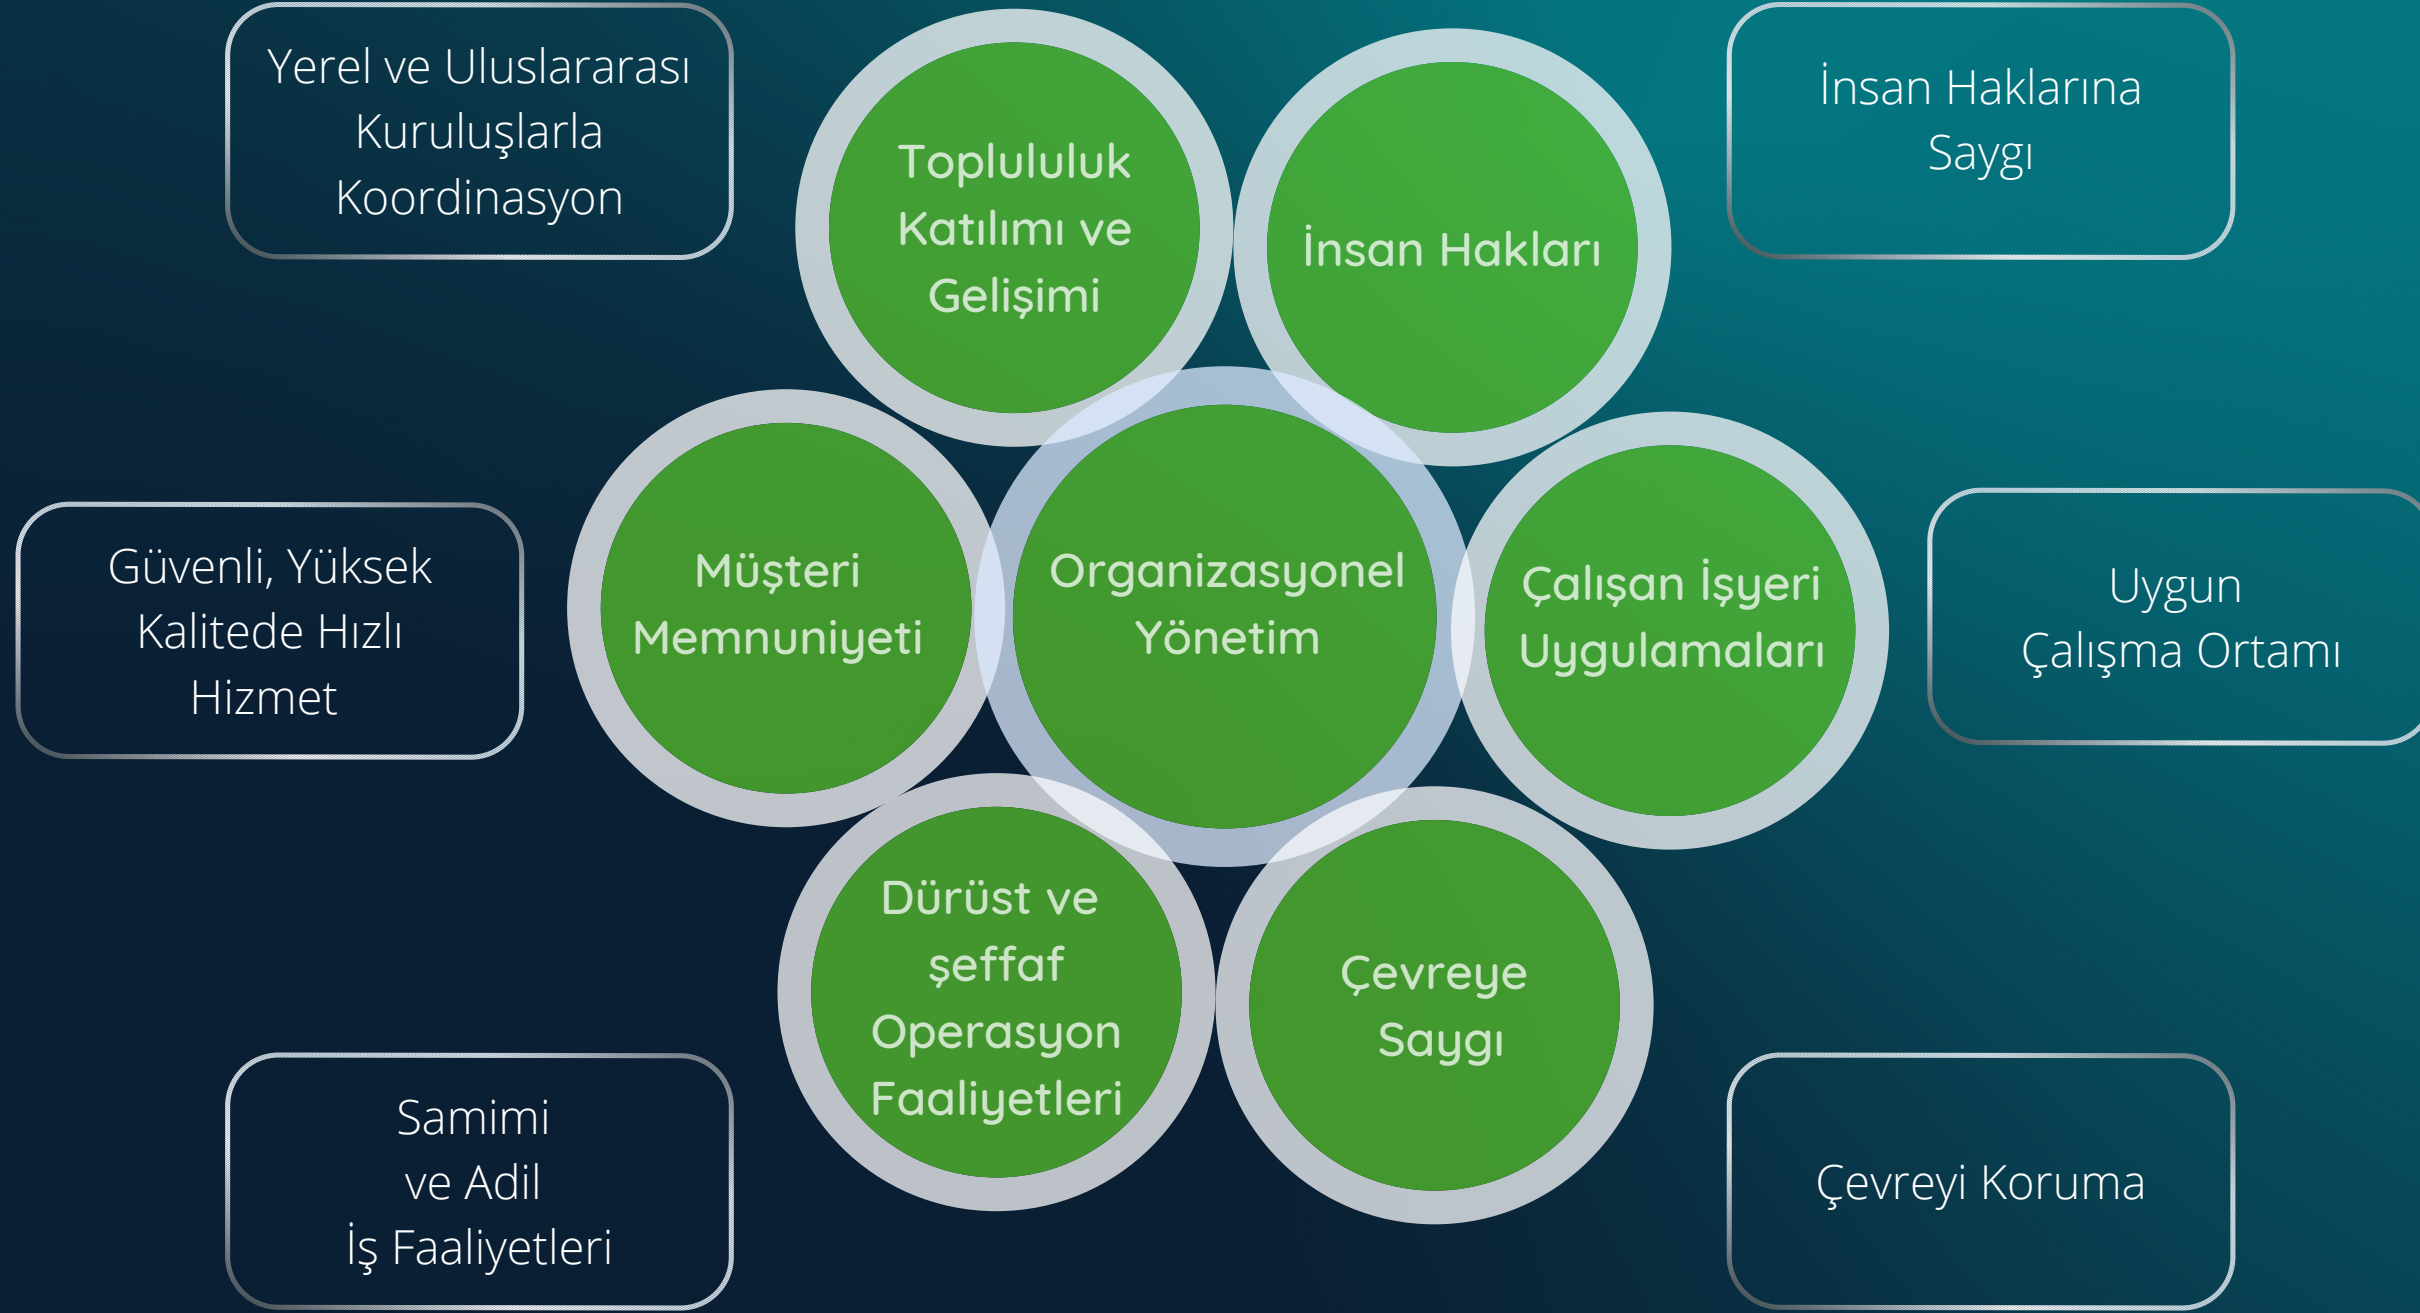 Yerel ve Uluslararası
Kuruluşlarla
Koordinasyon
Toplululuk
Katılımı ve
Gelişimi
İnsan Hakları
İnsan Haklarına
Saygı
Güvenli, Yüksek
Kalitede Hızlı
Hizmet
Müşteri
Memnuniyeti
Organizasyonel
Yönetim
Çalışan İşyeri
Uygulamaları
Uygun
Çalışma Ortamı
Samimi
ve Adil
İş Faaliyetleri
Dürüst ve
şeffaf
Operasyon
Faaliyetleri
Çevreye
Saygı
Çevreyi Koruma